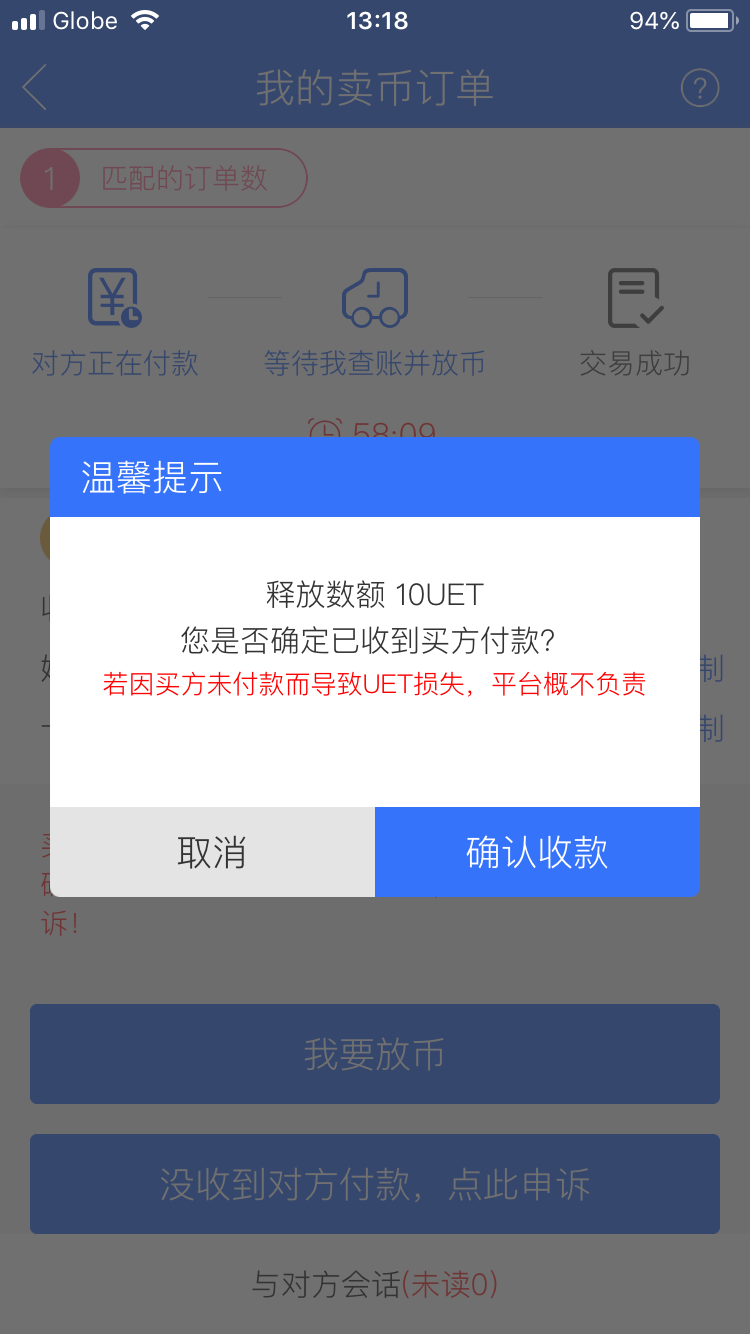 Globe 13:18 94%
我的卖币订单 ?
1 匹配的订单数
对方正在付款 等待我查账并放币 交易成功
58:09
温馨提示
释放数额 10UET
您是否确定已收到买方付款?
若因买方未付款而导致UET损失，平台概不负责
制
制
取消 确认收款
诉!
我要放币
没收到对方付款，点此申诉
与对方会话(未读0)